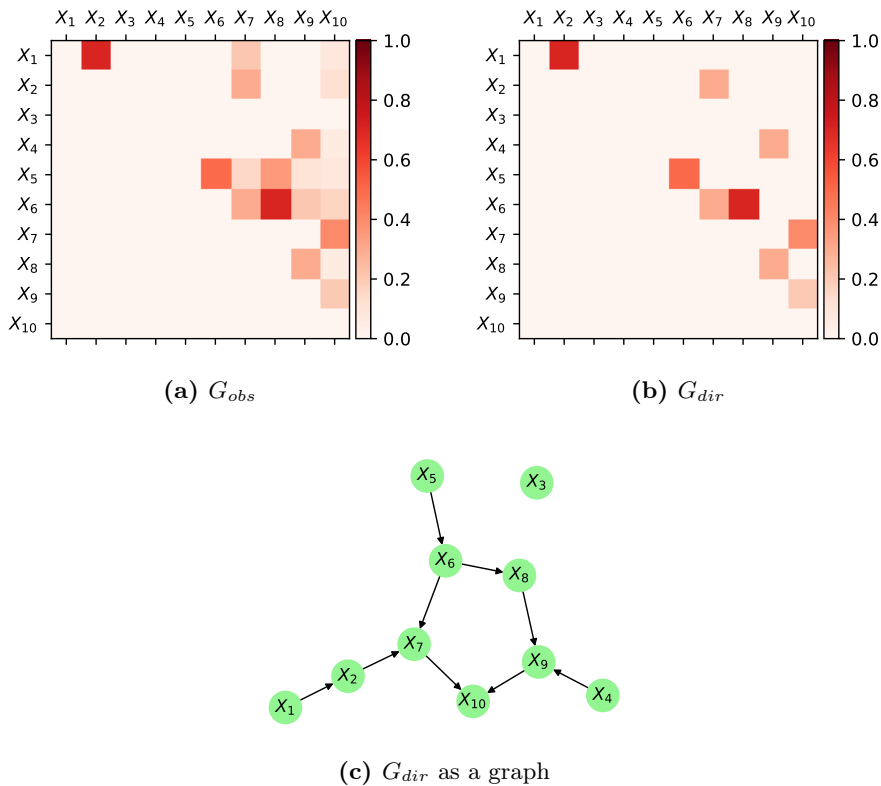 X1 X2 X3 X4 X5 X6 X7 X8 X9 X10
X1
X2
X3
X4
X5
X6
X7
X8
X9
X10
1.0
0.8
0.6
0.4
0.2
0.0
(a) Gobs
X1 X2 X3 X4 X5 X6 X7 X8 X9 X10
X1
X2
X3
X4
X5
X6
X7
X8
X9
X10
1.0
0.8
0.6
0.4
0.2
0.0
(b) Gdir
X5
X3
X6
X8
X7
X9
X2
X4
X10
X1
(c) Gdir as a graph